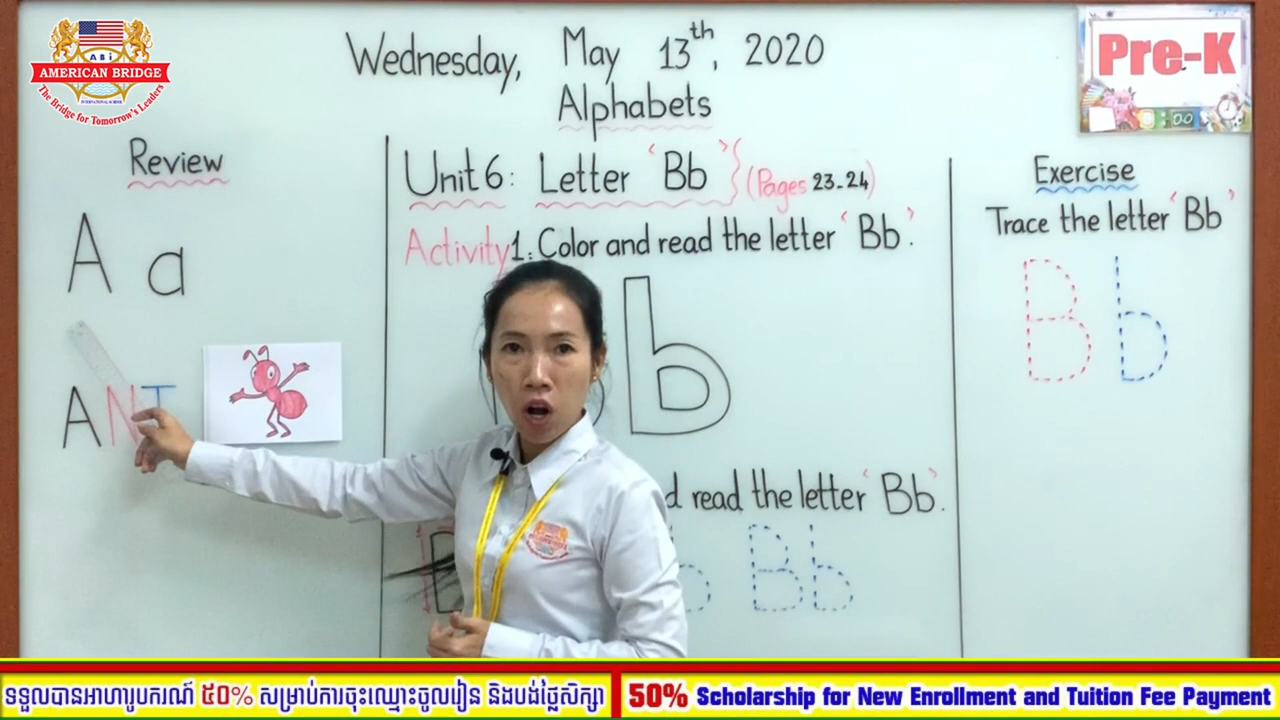 ABi
AMERICAN BRIDGE
INTERNATIONAL SCHOOL
The Bridge for Tomorrow's Leaders
Wednesday, May 13th, 2020
Alphabets
Pre-K
Review
A a
ANT
Unit 6: Letter 'Bb' (Pages 23-24)
Activity 1: Color and read the letter 'Bb'.
b
d read the letter 'Bb'.
B b Bb
Exercise
Trace the letter 'Bb'
B b
ទទួលបានអាហារូបករណ៍ ៥០% សម្រាប់ការចុះឈ្មោះចូលរៀន និងបង់ថ្លៃសិក្សា
50% Scholarship for New Enrollment and Tuition Fee Payment